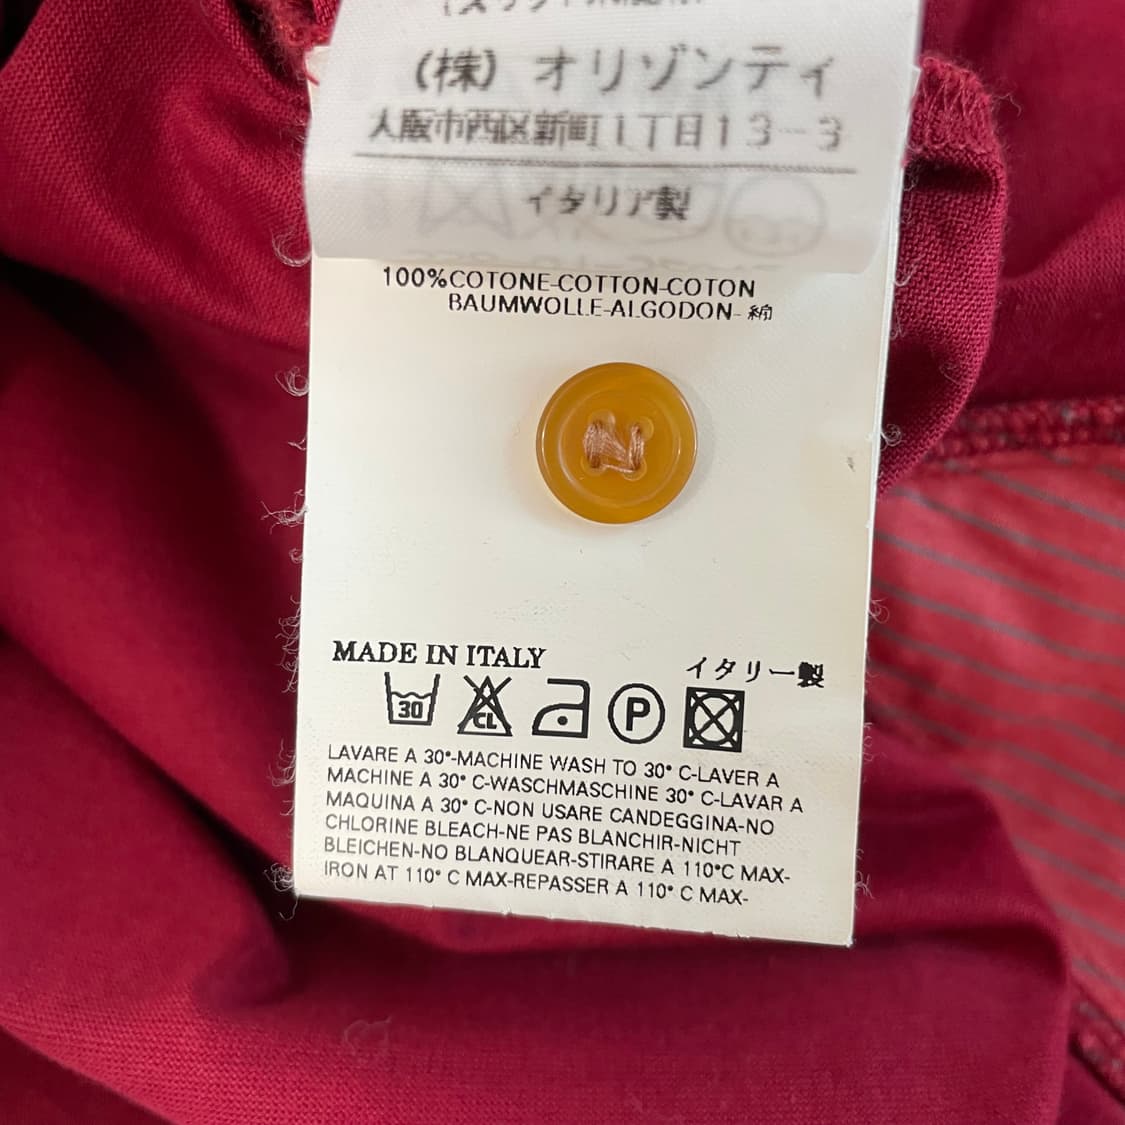 (株) オリゾンティ
大阪市西区新町1丁目13-3
イタリア製
100%COTONE-COTTON-COTON
BAUMWOLLE-ALGODON-綿
MADE IN ITALY
イタリー製
30
CL
P
LAVARE A 30°-MACHINE WASH TO 30° C-LAVER A
MACHINE A 30° C-WASCHMASCHINE 30° C-LAVAR A
MAQUINA A 30° C-NON USARE CANDEGGINA-NO
CHLORINE BLEACH-NE PAS BLANCHIR-NICHT
BLEICHEN-NO BLANQUEAR-STIRARE A 110°C MAX-
IRON AT 110° C MAX-REPASSER A 110° C MAX-